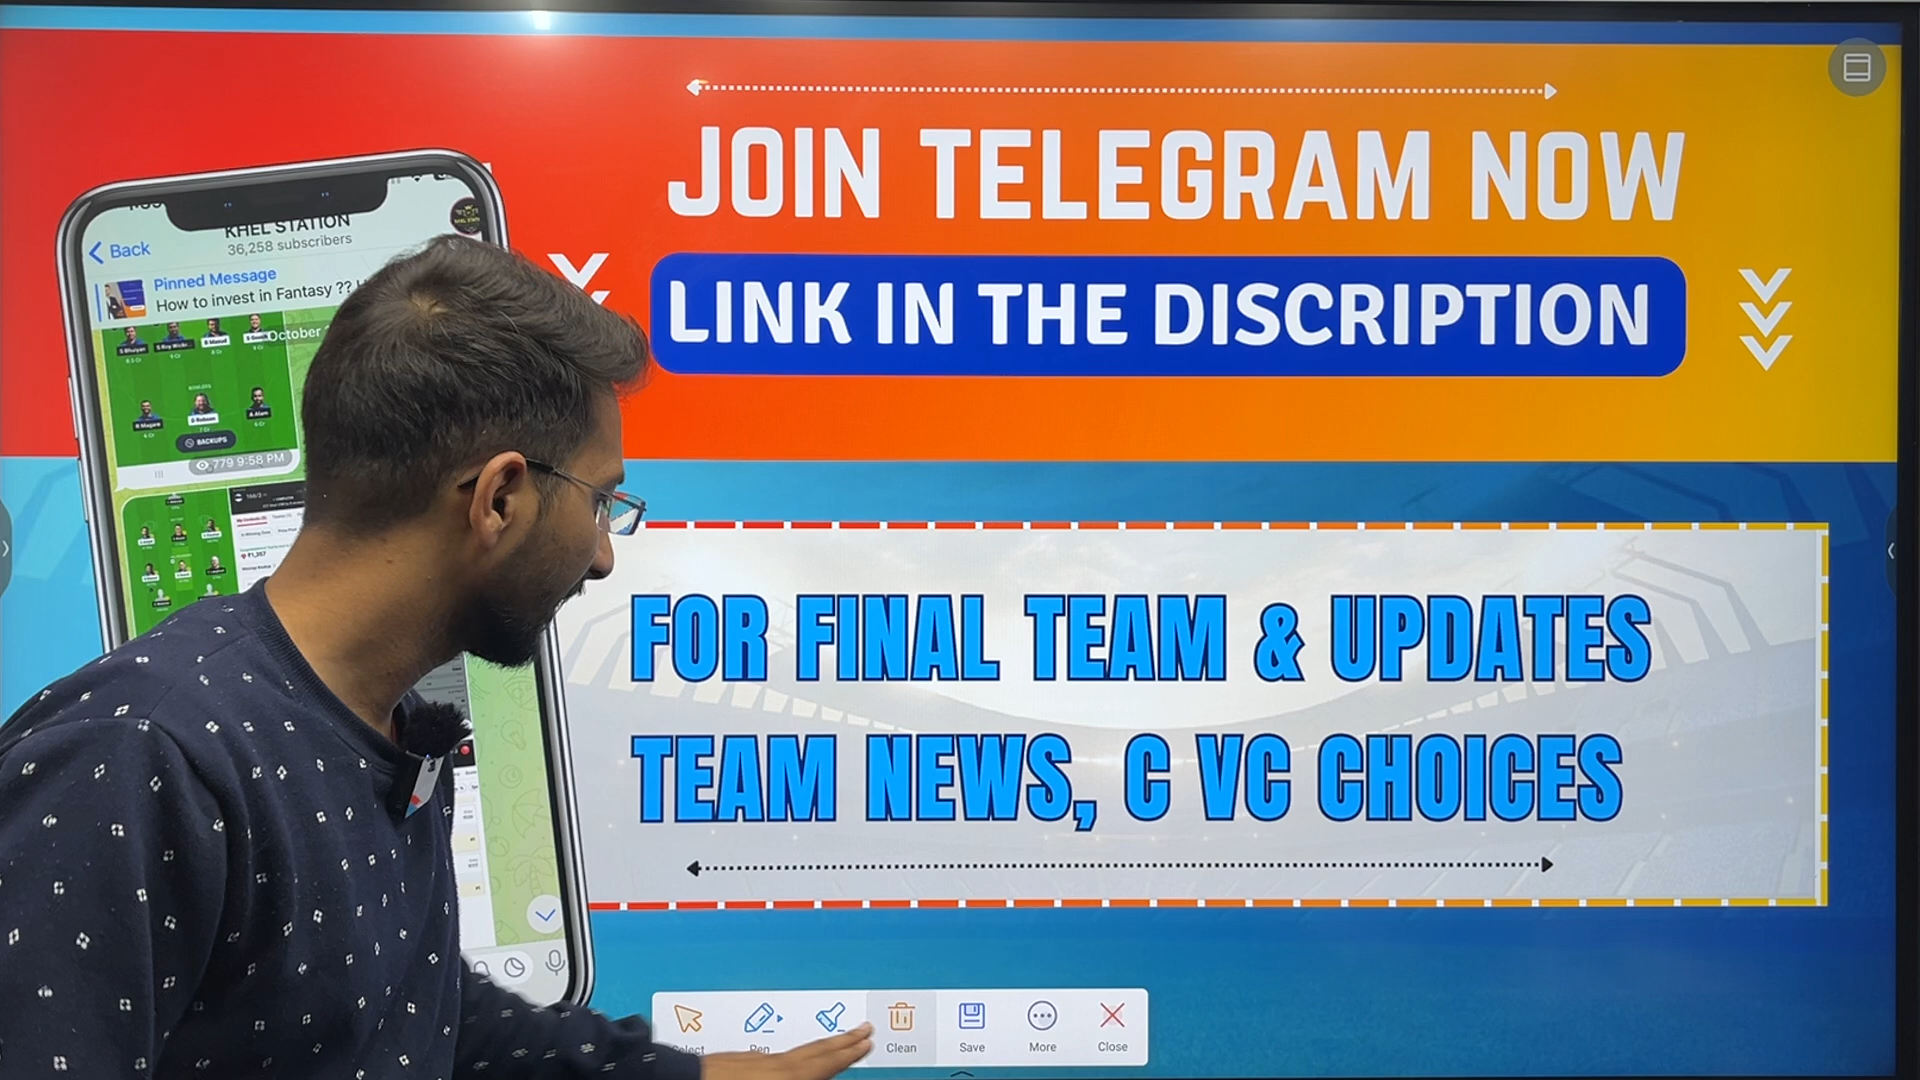 JOIN TELEGRAM NOW
LINK IN THE DISCRIPTION
Back
KHEL STATION
36,258 subscribers
Pinned Message
How to invest in Fantasy ??
October
BACKUPS
779 9:58 PM
FOR FINAL TEAM & UPDATES
TEAM NEWS, C VC CHOICES
Clean
Save
More
Close